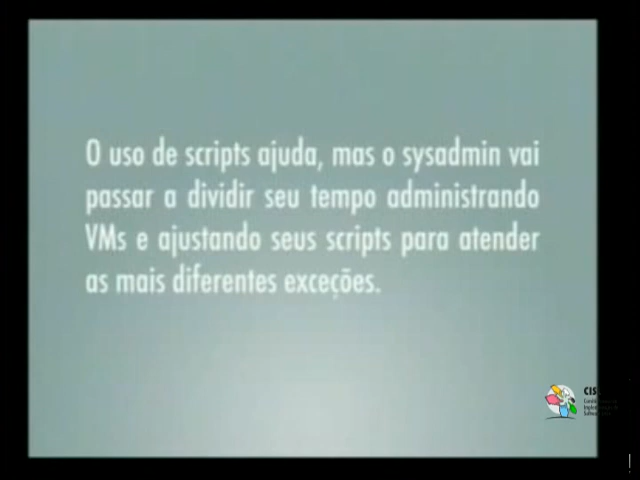 O uso de scripts ajuda, mas o sysadmin vai
passar a dividir seu tempo administrando
VMs e ajustando seus scripts para atender
as mais diferentes exceções.
CIS